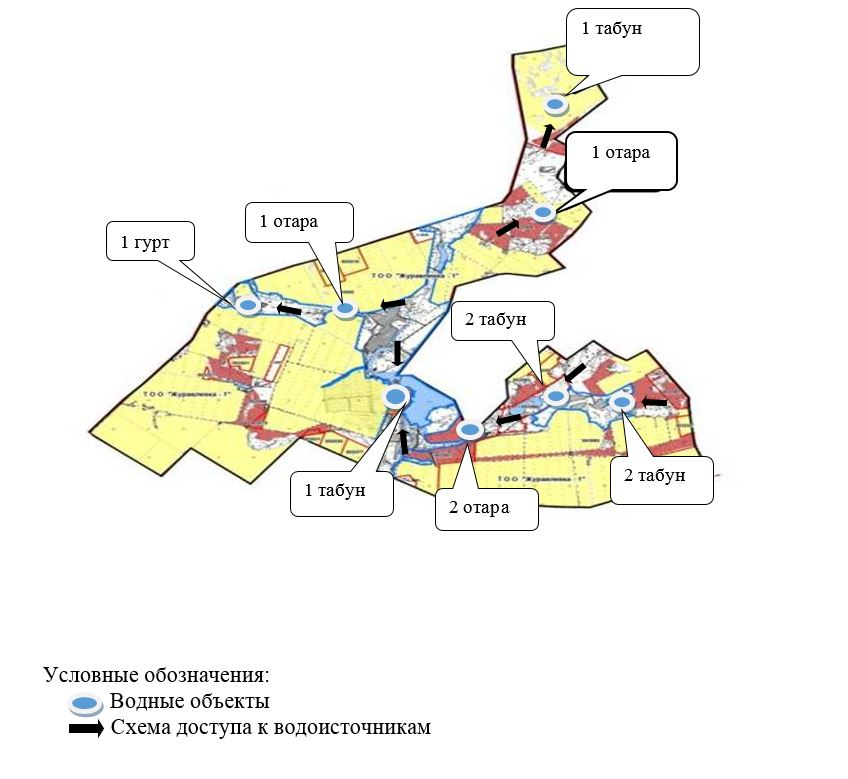 1 табун
1 отара
1 отара
1 гурт
ТОО "Журавлевка - 1"
2 табун
ТОО "Журавлевка - 1"
2 табун
ТОО "Журавлевка - 1"
1 табун
2 отара
Условные обозначения:
Водные объекты
Схема доступа к водоисточникам